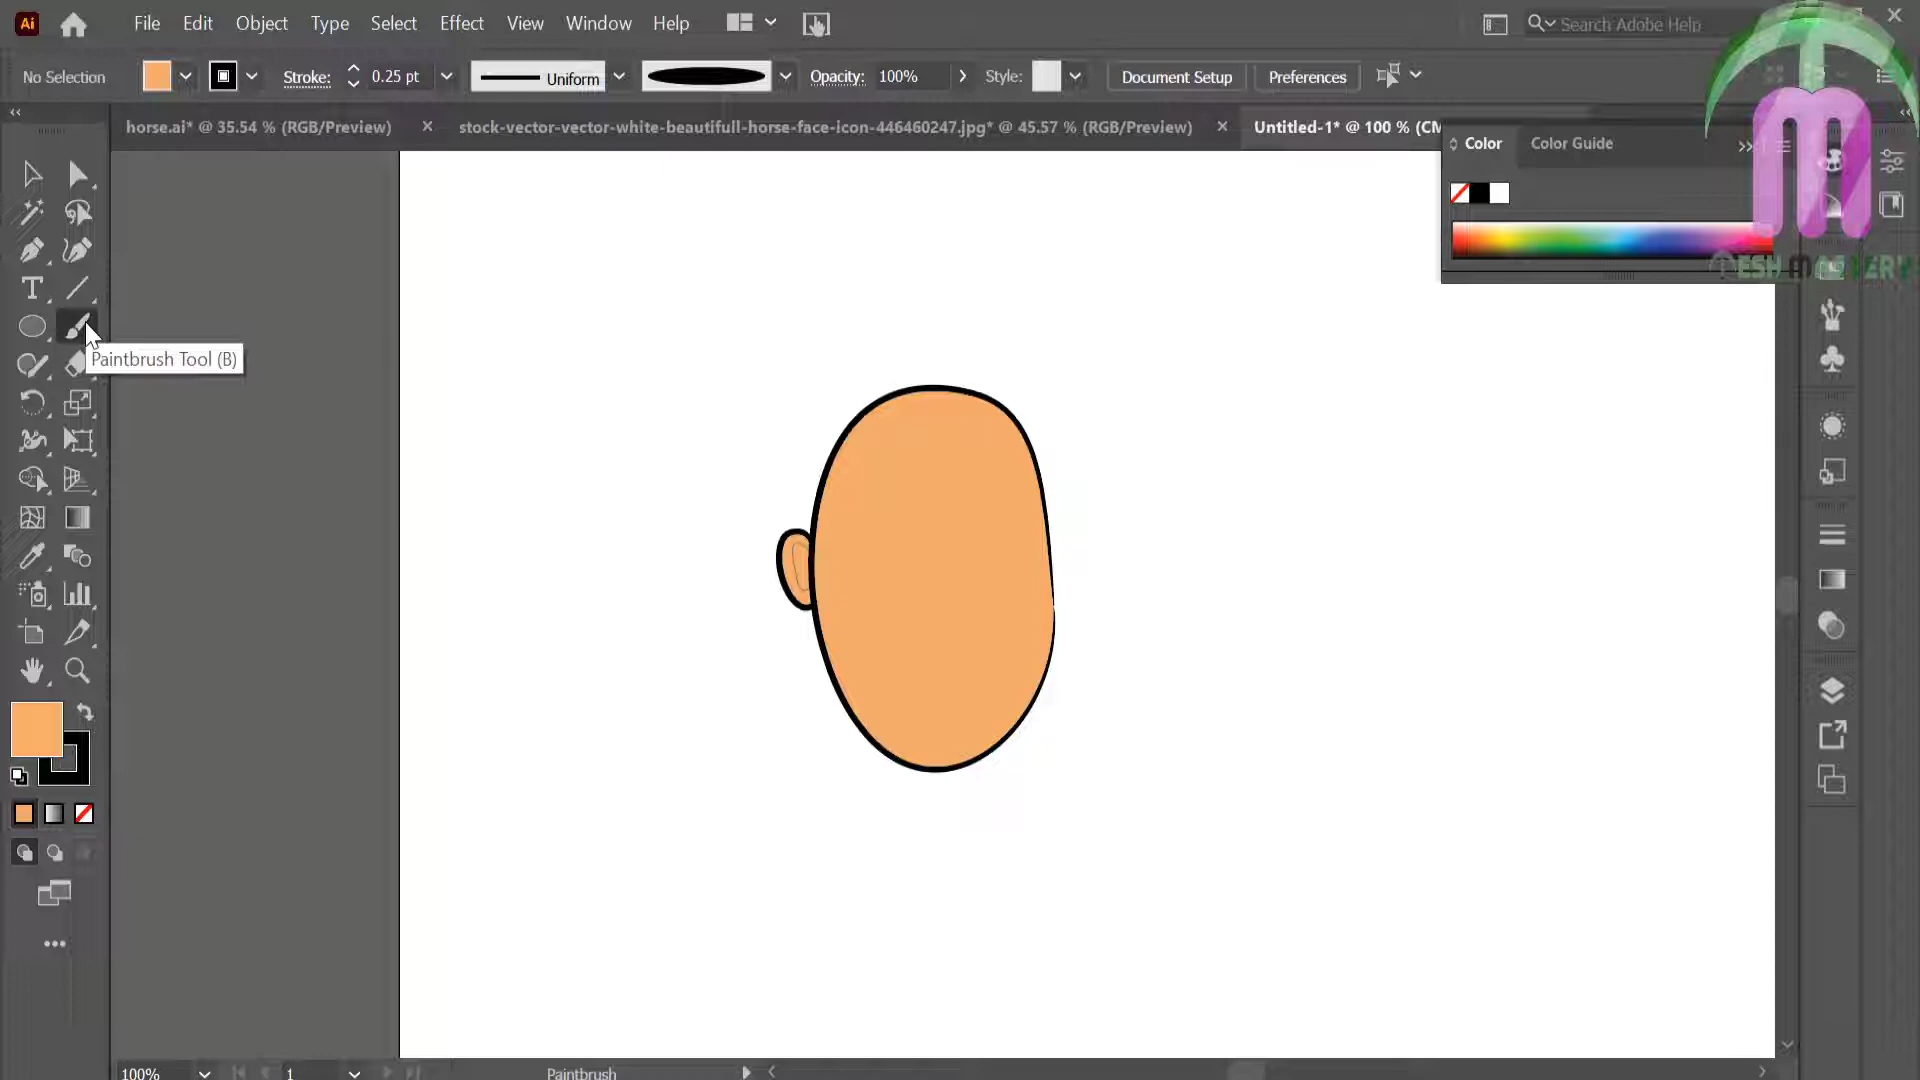 Ai File Edit Object Type Select Effect View Window Help Search Adobe Help
No Selection Stroke: 0.25 pt Uniform Opacity: 100% Style: Document Setup Preferences
horse.ai* @ 35.54 % (RGB/Preview) stock-vector-vector-white-beautifull-horse-face-icon-446460247.jpg* @ 45.57 % (RGB/Preview) Untitled-1* @ 100 % (CM
Color Color Guide
MESH MASTERY
Paintbrush Tool (B)
100% 1 Paintbrush